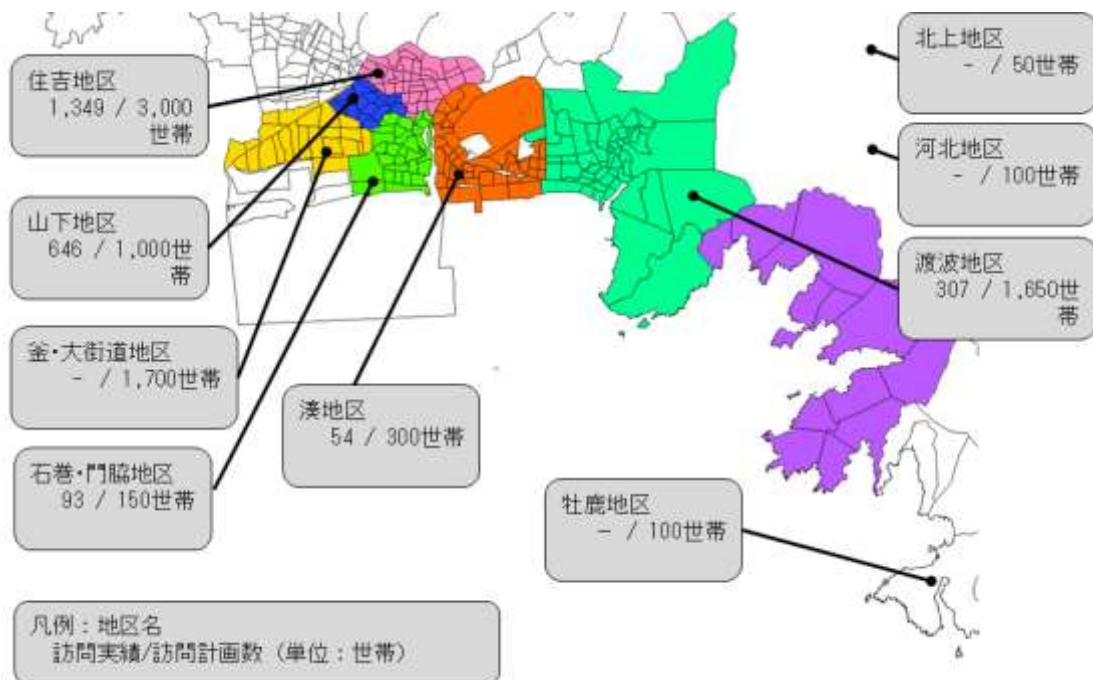 住吉地区
1,349 / 3,000
世帯
山下地区
646 / 1,000世
帯
釜・大街道地区
- / 1,700世帯
石巻・門脇地区
93 / 150世帯
湊地区
54 / 300世帯
北上地区
- / 50世帯
河北地区
- / 100世帯
渡波地区
307 / 1,650世
帯
牡鹿地区
- / 100世帯
凡例：地区名
訪問実績/訪問計画数（単位：世帯）